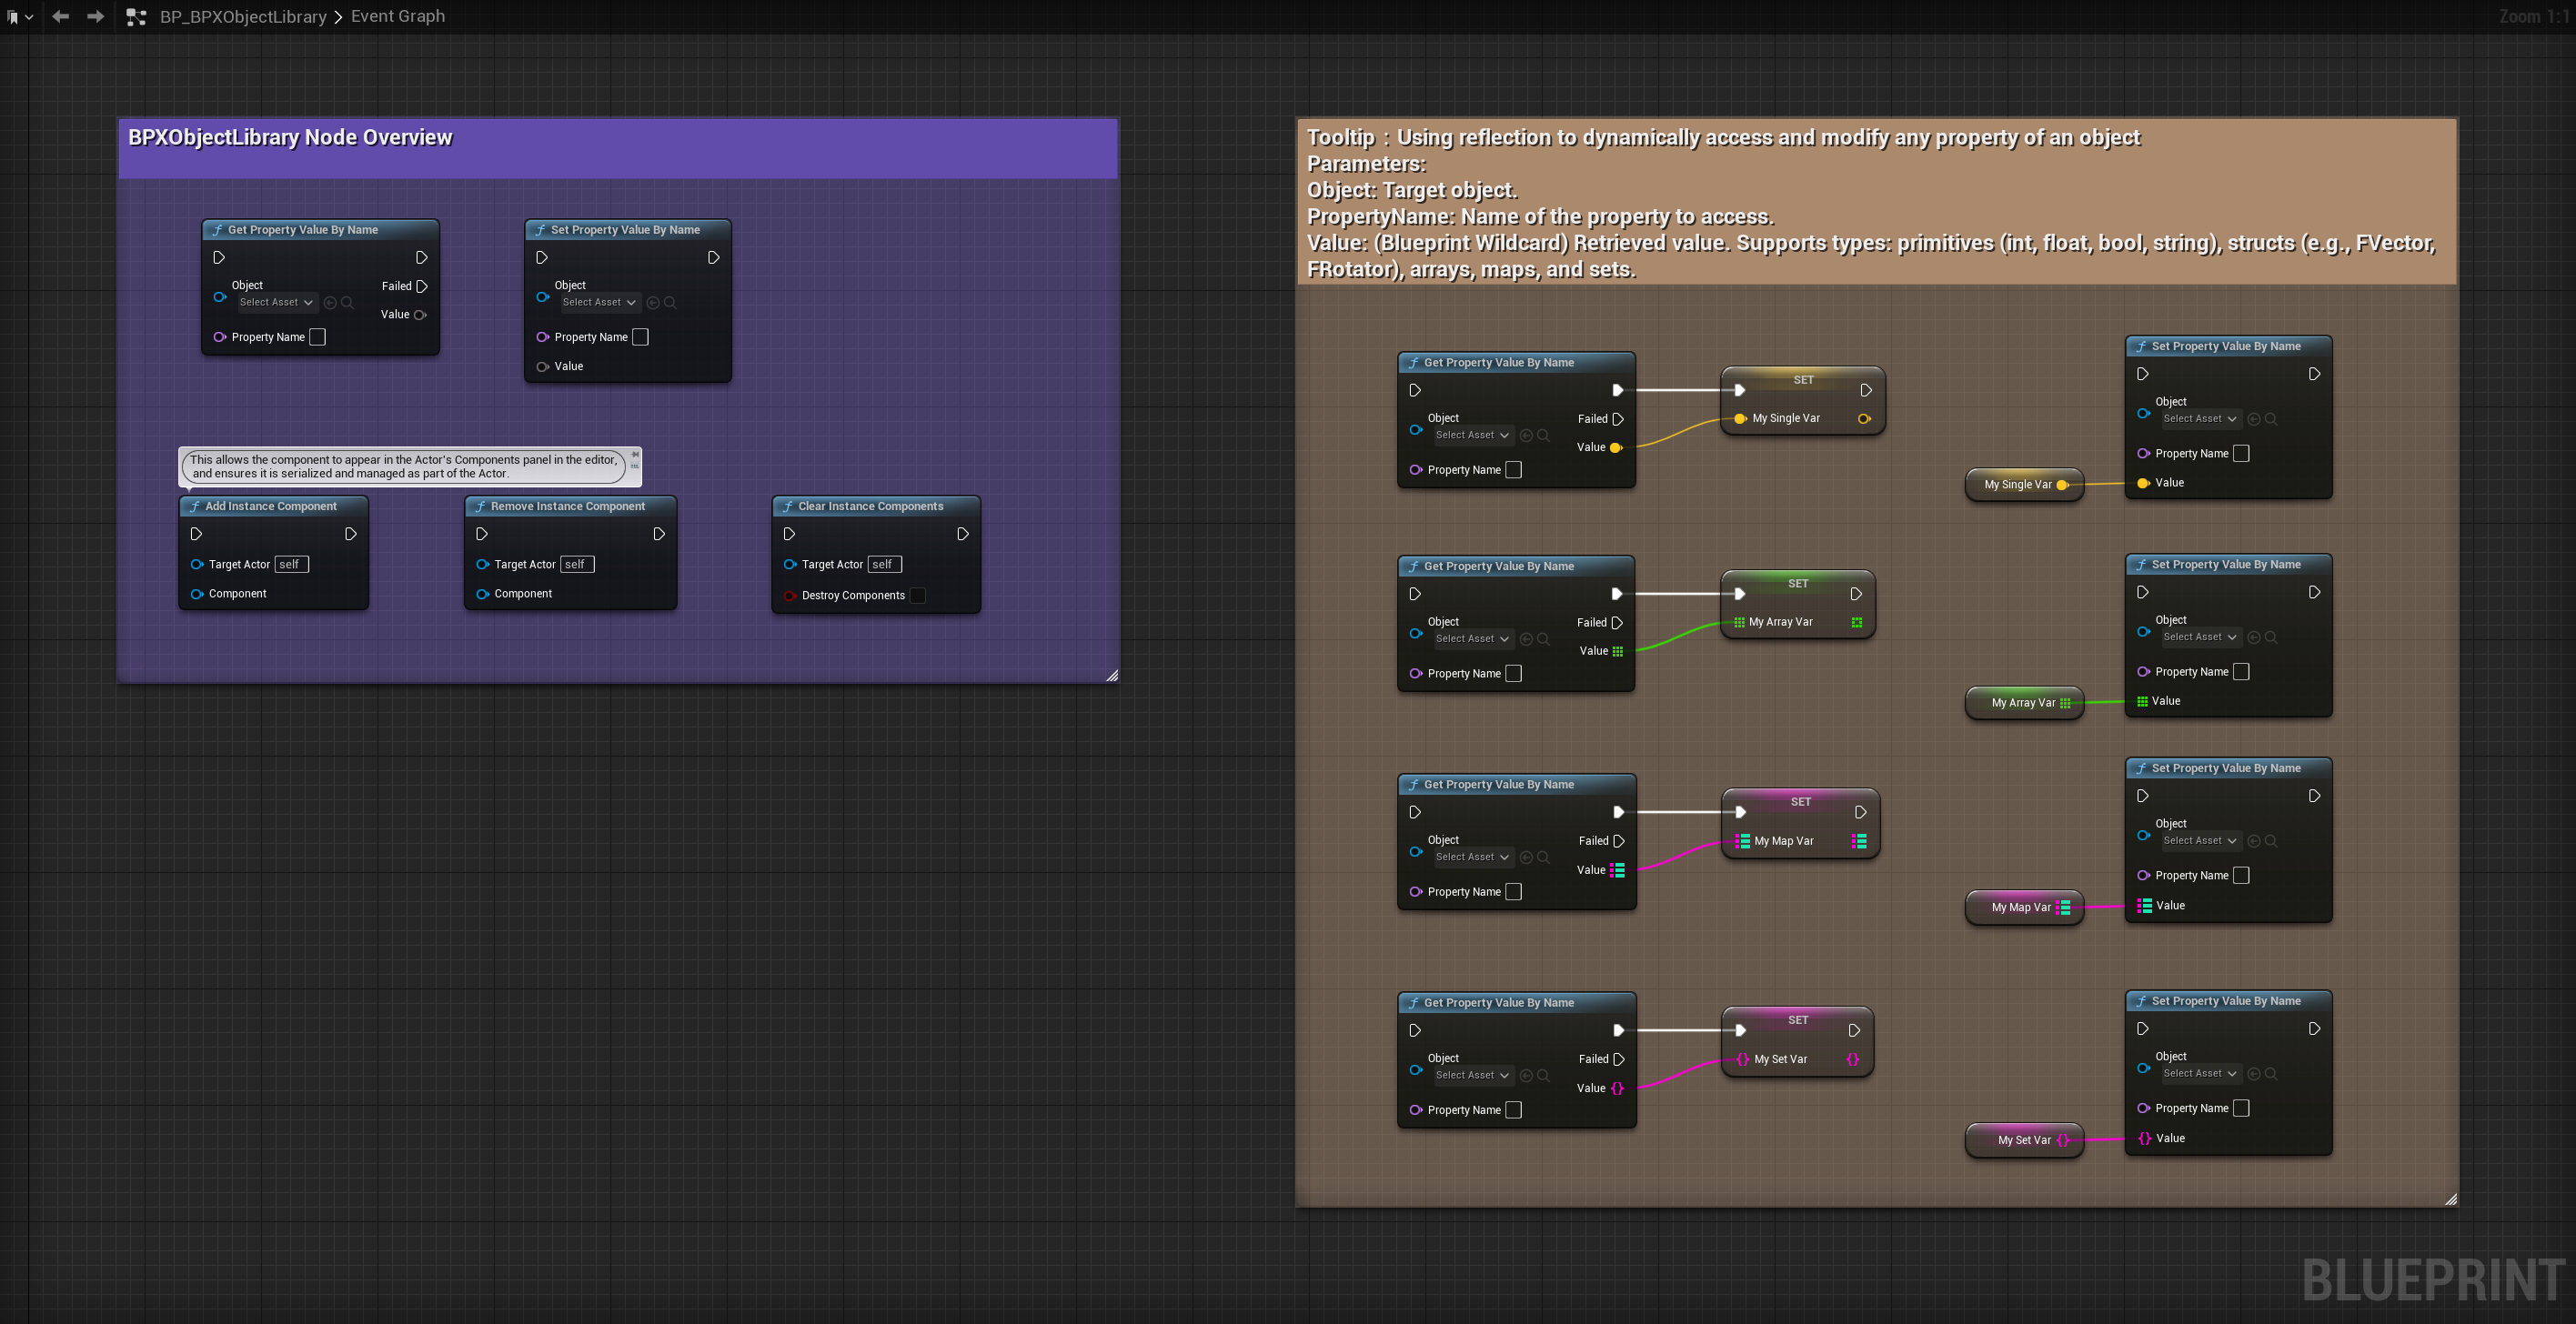 BP_BPXObjectLibrary > Event Graph
Zoom 1:1
BPXObjectLibrary Node Overview
Get Property Value By Name
Object
Select Asset
Failed
Value
Property Name
Set Property Value By Name
Object
Select Asset
Property Name
Value
This allows the component to appear in the Actor's Components panel in the editor,
and ensures it is serialized and managed as part of the Actor.
Add Instance Component
Target Actor self
Component
Remove Instance Component
Target Actor self
Component
Clear Instance Components
Target Actor self
Destroy Components
Tooltip : Using reflection to dynamically access and modify any property of an object
Parameters:
Object: Target object.
PropertyName: Name of the property to access.
Value: (Blueprint Wildcard) Retrieved value. Supports types: primitives (int, float, bool, string), structs (e.g., FVector,
FRotator), arrays, maps, and sets.
Get Property Value By Name
Object
Select Asset
Failed
Value
Property Name
SET
My Single Var
My Single Var
Set Property Value By Name
Object
Select Asset
Property Name
Value
Get Property Value By Name
Object
Select Asset
Failed
Value
Property Name
SET
My Array Var
My Array Var
Set Property Value By Name
Object
Select Asset
Property Name
Value
Get Property Value By Name
Object
Select Asset
Failed
Value
Property Name
SET
My Map Var
My Map Var
Set Property Value By Name
Object
Select Asset
Property Name
Value
Get Property Value By Name
Object
Select Asset
Failed
Value
Property Name
SET
My Set Var
My Set Var
Set Property Value By Name
Object
Select Asset
Property Name
Value
BLUEPRINT